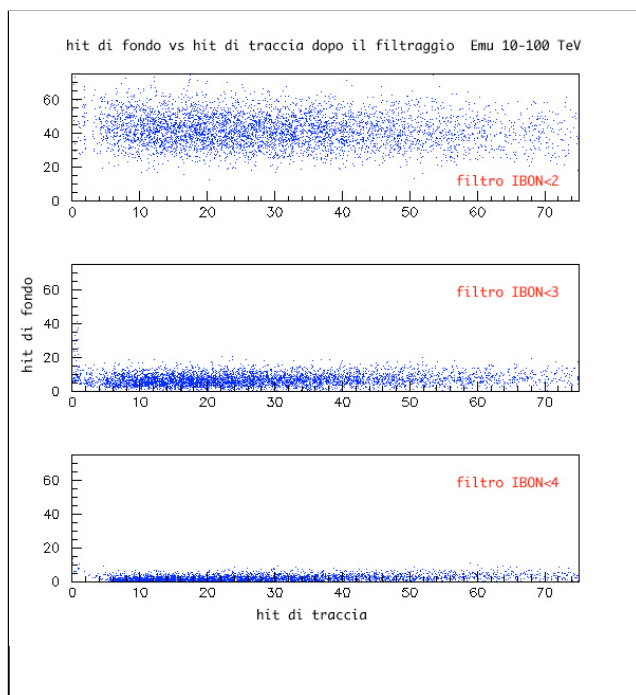 hit di fondo vs hit di traccia dopo il filtraggio Emu 10-100 TeV
60
40
20
0
filtro IBON<2
0 10 20 30 40 50 60 70
hit di fondo
60
40
20
0
filtro IBON<3
0 10 20 30 40 50 60 70
60
40
20
0
filtro IBON<4
0 10 20 30 40 50 60 70
hit di traccia